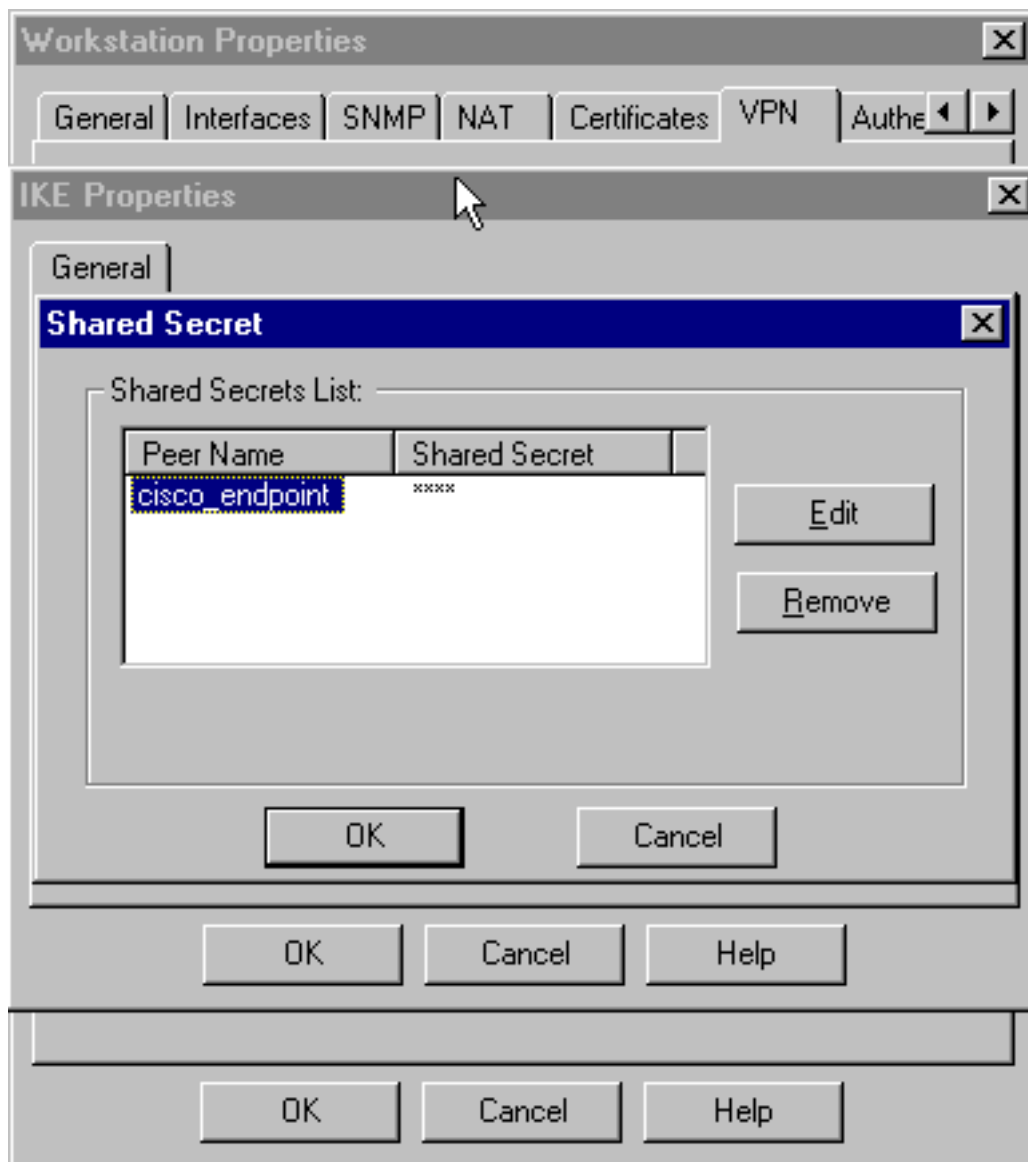 Workstation Properties
General Interfaces SNMP NAT Certificates VPN Authe
IKE Properties
General
Shared Secret
Shared Secrets List:
Peer Name Shared Secret
cisco_endpoint ****
Edit
Remove
OK Cancel
OK Cancel Help
OK Cancel Help